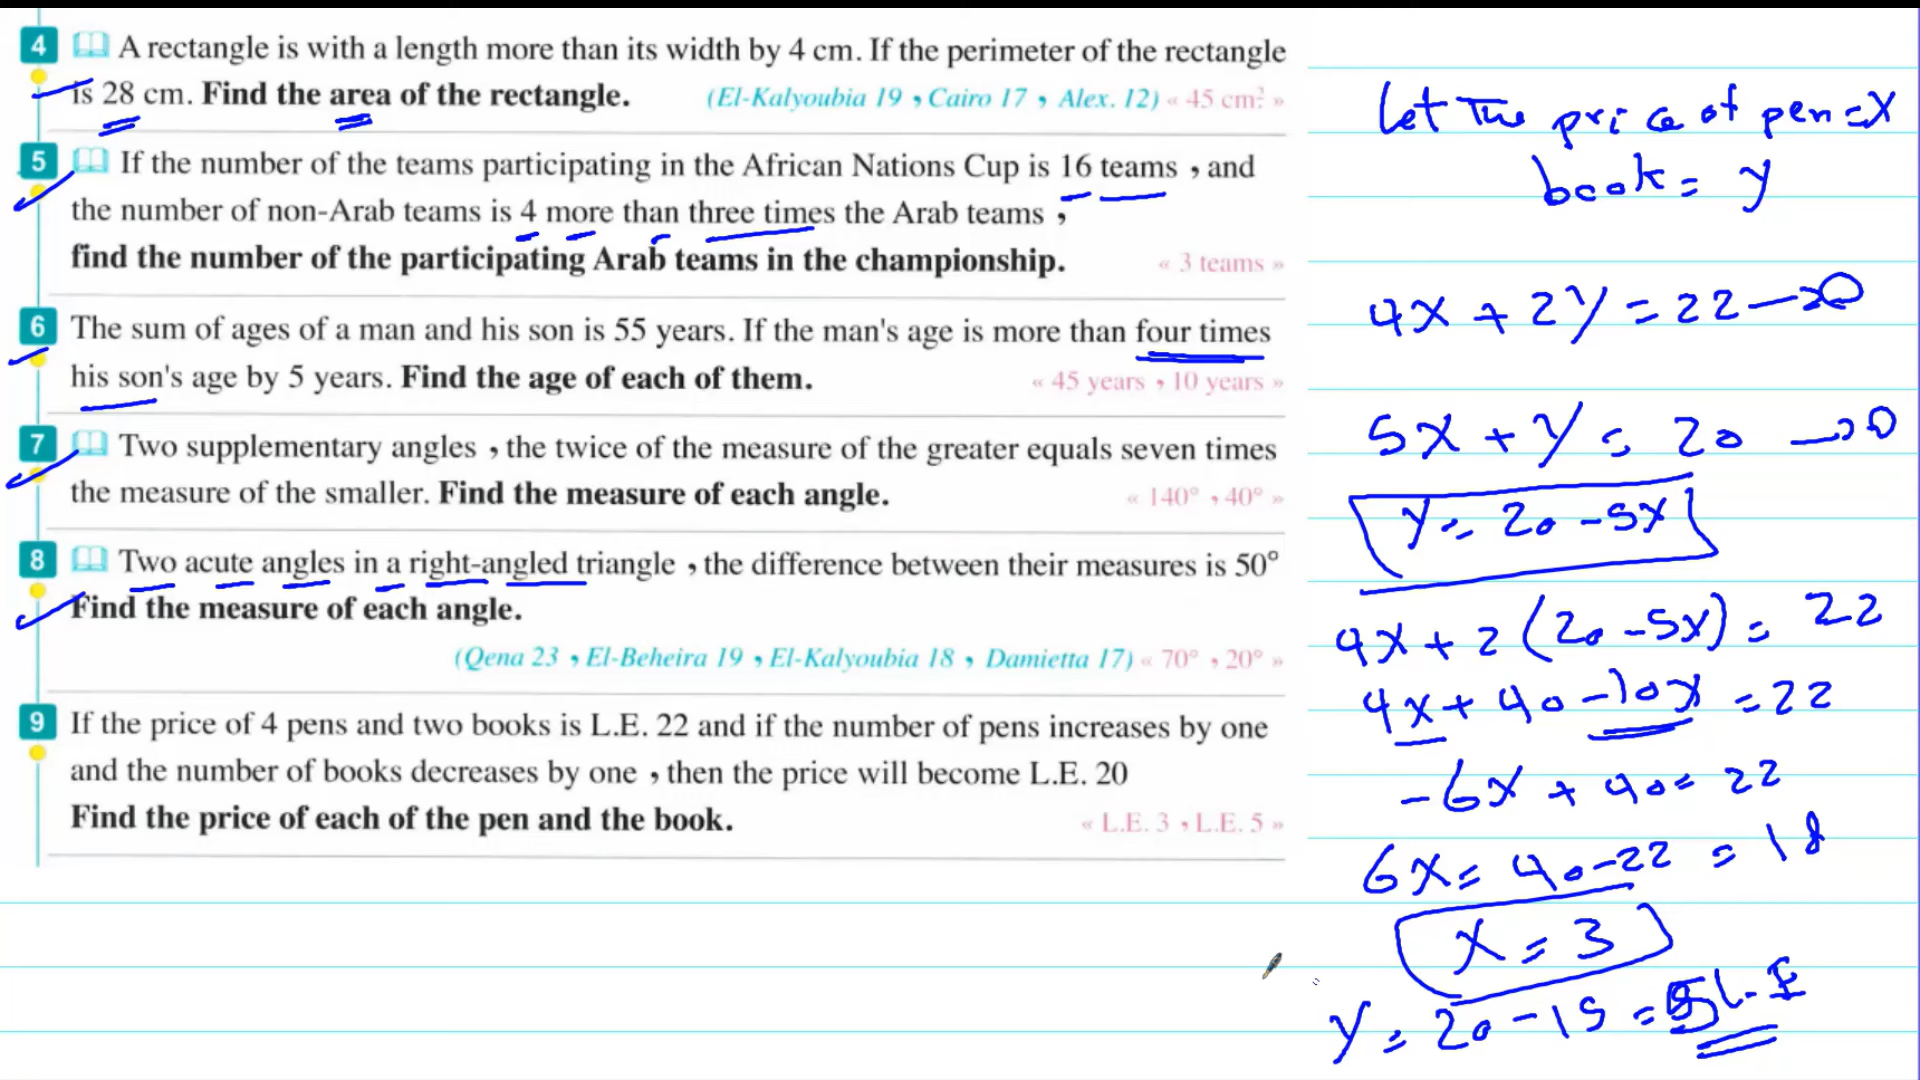 4 A rectangle is with a length more than its width by 4 cm. If the perimeter of the rectangle
is 28 cm. Find the area of the rectangle. (El-Kalyoubia 19 , Cairo 17 , Alex. 12) « 45 cm² »
5 If the number of the teams participating in the African Nations Cup is 16 teams , and
the number of non-Arab teams is 4 more than three times the Arab teams ,
find the number of the participating Arab teams in the championship. « 3 teams »
6 The sum of ages of a man and his son is 55 years. If the man's age is more than four times
his son's age by 5 years. Find the age of each of them. « 45 years , 10 years »
7 Two supplementary angles , the twice of the measure of the greater equals seven times
the measure of the smaller. Find the measure of each angle. « 140° , 40° »
8 Two acute angles in a right-angled triangle , the difference between their measures is 50°
Find the measure of each angle.
(Qena 23 , El-Beheira 19 , El-Kalyoubia 18 , Damietta 17) « 70° , 20° »
9 If the price of 4 pens and two books is L.E. 22 and if the number of pens increases by one
and the number of books decreases by one , then the price will become L.E. 20
Find the price of each of the pen and the book. « L.E. 3 , L.E. 5 »
Let The price of pen = X
book = y
4X + 2y = 22
5X + y = 20
y = 20 - 5X
4X + 2 (20 - 5X) = 22
4X + 40 - 10X = 22
-6X + 40 = 22
6X = 40 - 22 = 18
X = 3
y = 20 - 15 = 5 L.E